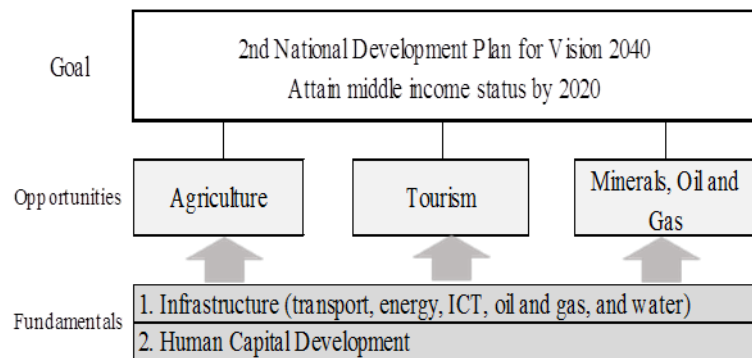 Goal
2nd National Development Plan for Vision 2040
Attain middle income status by 2020
Opportunities
Agriculture
Tourism
Minerals, Oil and
Gas
Fundamentals
1. Infrastructure (transport, energy, ICT, oil and gas, and water)
2. Human Capital Development